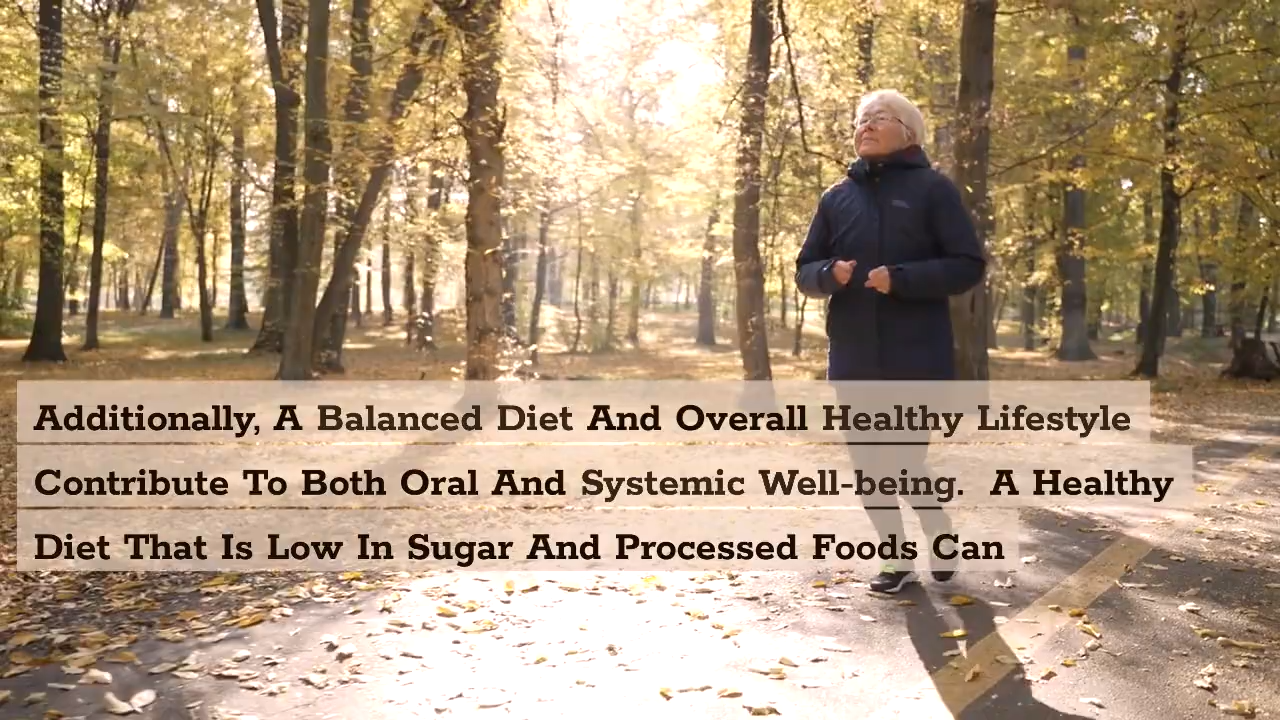 Additionally, A Balanced Diet And Overall Healthy Lifestyle
Contribute To Both Oral And Systemic Well-being.  A Healthy
Diet That Is Low In Sugar And Processed Foods Can